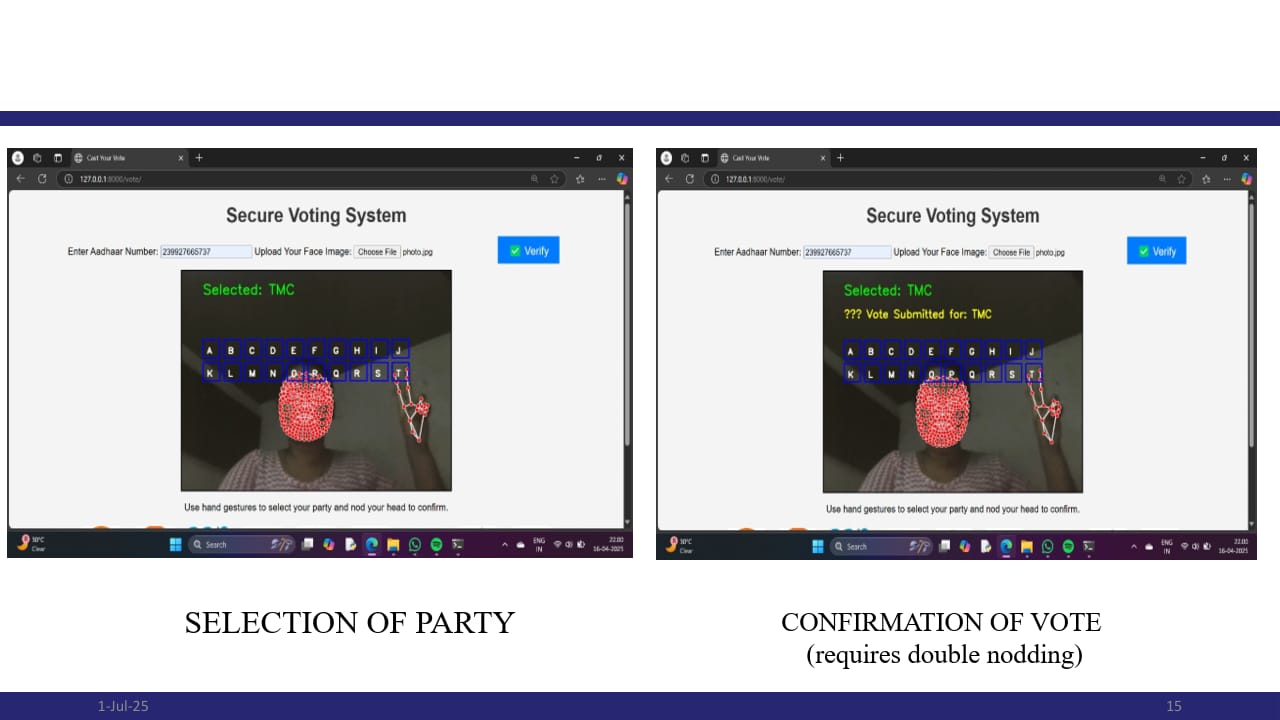 Cast Your Vote
127.0.0.1:8000/vote/
Secure Voting System
Enter Aadhaar Number: 239927665737 Upload Your Face Image: Choose File photo.jpg Verify
Selected: TMC
A B C D E F G H I J
K L M N O P Q R S T
Use hand gestures to select your party and nod your head to confirm.
30°C
Clear
Search
ENG
IN
22:00
16-04-2025
SELECTION OF PARTY
Cast Your Vote
127.0.0.1:8000/vote/
Secure Voting System
Enter Aadhaar Number: 239927665737 Upload Your Face Image: Choose File photo.jpg Verify
Selected: TMC
??? Vote Submitted for: TMC
A B C D E F G H I J
K L M N O P Q R S T
Use hand gestures to select your party and nod your head to confirm.
30°C
Clear
Search
ENG
IN
22:00
16-04-2025
CONFIRMATION OF VOTE
(requires double nodding)
1-Jul-25
15